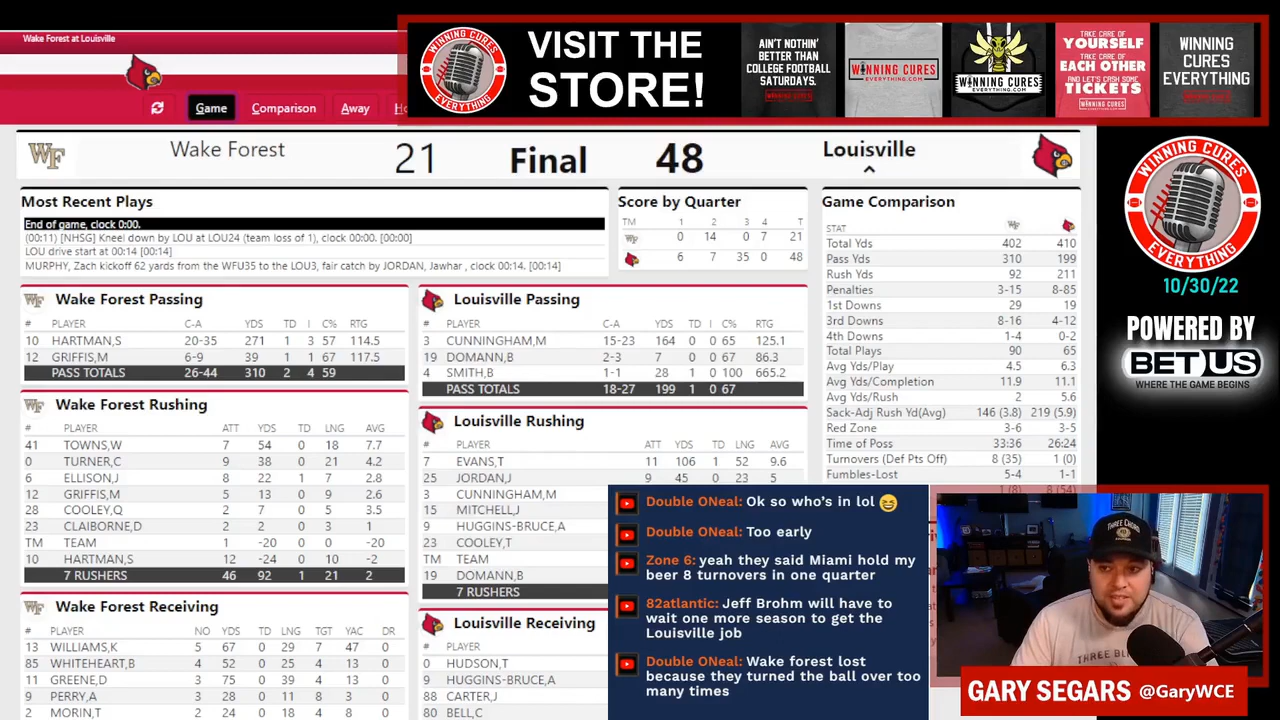 Wake Forest at Louisville
Game Comparison Away
WINNING CURES
EVERYTHING
VISIT THE
STORE!
AIN'T NOTHIN'
BETTER THAN
COLLEGE FOOTBALL
SATURDAYS.
WINNING CURES
EVERYTHING.COM
WINNING CURES
EVERYTHING.COM
TAKE CARE OF
YOURSELF
TAKE CARE OF
EACH OTHER
AND LET'S CASH SOME
TICKETS
WINNING CURES
WINNING
CURES
EVERYTHING
WF Wake Forest 21 Final 48 Louisville
Most Recent Plays
End of game, clock 0:00.
(00:11) [NHSG] Kneel down by LOU at LOU24 (team loss of 1), clock 00:00. [00:00]
LOU drive start at 00:14 [00:14]
MURPHY, Zach kickoff 62 yards from the WFU35 to the LOU3, fair catch by JORDAN, Jawhar , clock 00:14. [00:14]
Score by Quarter
TM 1 2 3 4 T
WF 0 14 0 7 21
6 7 35 0 48
Game Comparison
STAT WF
Total Yds 402 410
Pass Yds 310 199
Rush Yds 92 211
Penalties 3-15 8-85
1st Downs 29 19
3rd Downs 8-16 4-12
4th Downs 1-4 0-2
Total Plays 90 65
Avg Yds/Play 4.5 6.3
Avg Yds/Completion 11.9 11.1
Avg Yds/Rush 2 5.6
Sack-Adj Rush Yd(Avg) 146 (3.8) 219 (5.9)
Red Zone 3-6 3-5
Time of Poss 33:36 26:24
Turnovers (Def Pts Off) 8 (35) 1 (0)
Fumbles-Lost 5-4 1-1
WF Wake Forest Passing
# PLAYER C-A YDS TD I C% RTG
10 HARTMAN,S 20-35 271 1 3 57 114.5
12 GRIFFIS,M 6-9 39 1 1 67 117.5
PASS TOTALS 26-44 310 2 4 59
Louisville Passing
# PLAYER C-A YDS TD I C% RTG
3 CUNNINGHAM,M 15-23 164 0 0 65 125.1
19 DOMANN,B 2-3 7 0 0 67 86.3
4 SMITH,B 1-1 28 1 0 100 665.2
PASS TOTALS 18-27 199 1 0 67
WF Wake Forest Rushing
# PLAYER ATT YDS TD LNG AVG
41 TOWNS,W 7 54 0 18 7.7
0 TURNER,C 9 38 0 21 4.2
6 ELLISON,J 8 22 1 7 2.8
12 GRIFFIS,M 5 13 0 9 2.6
28 COOLEY,Q 2 7 0 5 3.5
23 CLAIBORNE,D 2 2 0 3 1
TM TEAM 1 -20 0 0 -20
10 HARTMAN,S 12 -24 0 10 -2
7 RUSHERS 46 92 1 21 2
Louisville Rushing
# PLAYER ATT YDS TD LNG AVG
7 EVANS,T 11 106 1 52 9.6
25 JORDAN,J 9 45 0 23 5
3 CUNNINGHAM,M
15 MITCHELL,J
9 HUGGINS-BRUCE,A
23 COOLEY,T
TM TEAM
19 DOMANN,B
7 RUSHERS
WF Wake Forest Receiving
# PLAYER NO YDS TD LNG TGT YAC DR
13 WILLIAMS,K 5 67 0 29 7 47 0
85 WHITEHEART,B 4 52 0 25 4 13 0
11 GREENE,D 3 75 0 39 4 13 0
9 PERRY,A 3 28 0 11 8 3 0
2 MORIN,T 2 24 0 18 4 8 0
Louisville Receiving
# PLAYER
0 HUDSON,T
9 HUGGINS-BRUCE,A
88 CARTER,J
80 BELL,C
Double ONeal: Ok so who's in lol 😆
Double ONeal: Too early
Zone 6: yeah they said Miami hold my
beer 8 turnovers in one quarter
82atlantic: Jeff Brohm will have to
wait one more season to get the
Louisville job
Double ONeal: Wake forest lost
because they turned the ball over too
many times
WINNING CURES
EVERYTHING
10/30/22
POWERED BY
BETUS
WHERE THE GAME BEGINS
THREE CHORD
GARY SEGARS @GaryWCE